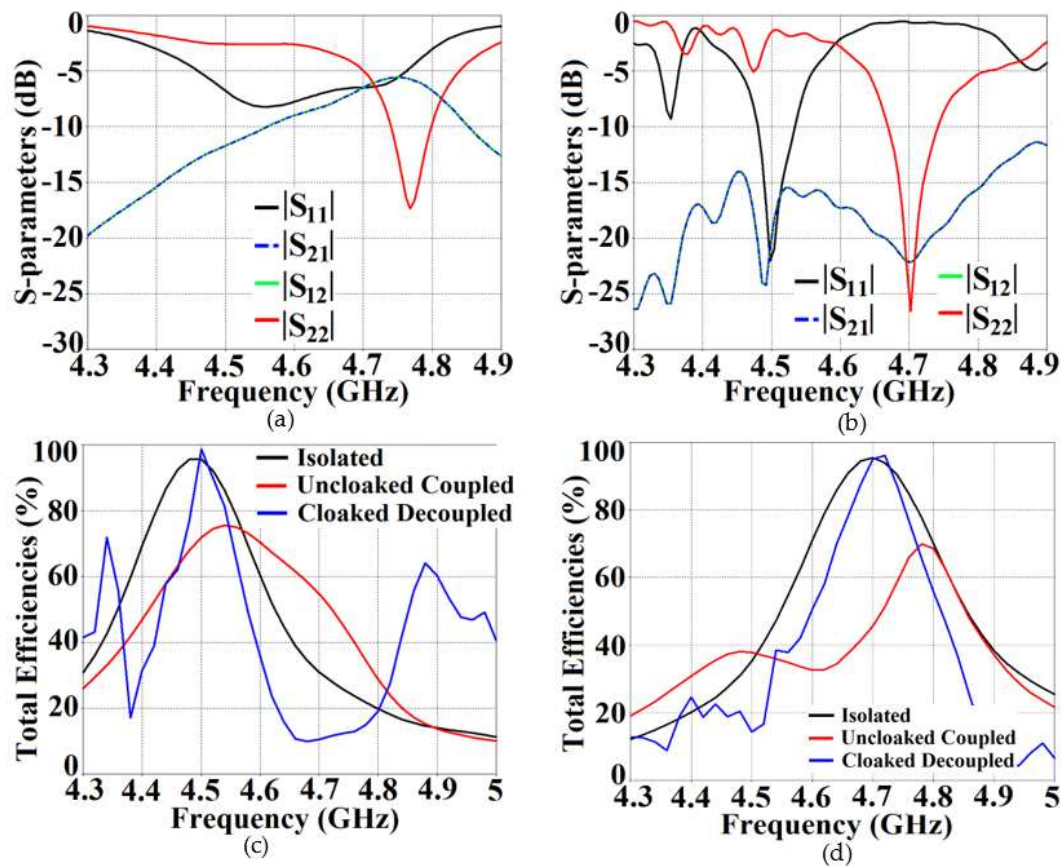 0
-5
-10
-15
-20
-25
-30
S-parameters (dB)
|S11|
|S21|
|S12|
|S22|
4.3 4.4 4.5 4.6 4.7 4.8 4.9
Frequency (GHz)
(a)
0
-5
-10
-15
-20
-25
-30
S-parameters (dB)
|S11| |S12|
|S21| |S22|
4.3 4.4 4.5 4.6 4.7 4.8 4.9
Frequency (GHz)
(b)
100
80
60
40
20
0
Total Efficiencies (%)
Isolated
Uncloaked Coupled
Cloaked Decoupled
4.3 4.4 4.5 4.6 4.7 4.8 4.9 5
Frequency (GHz)
(c)
100
80
60
40
20
0
Total Efficiencies (%)
Isolated
Uncloaked Coupled
Cloaked Decoupled
4.3 4.4 4.5 4.6 4.7 4.8 4.9 5
Frequency (GHz)
(d)